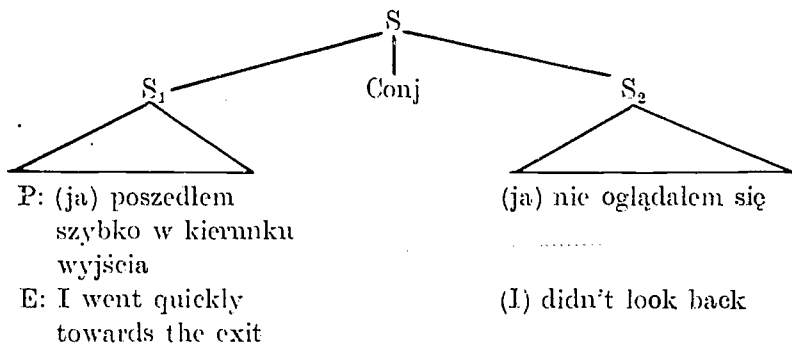 S
S₁ Conj S₂
P: (ja) poszedłem (ja) nie oglądałem się
szybko w kierunku
wyjścia
E: I went quickly (I) didn't look back
towards the exit